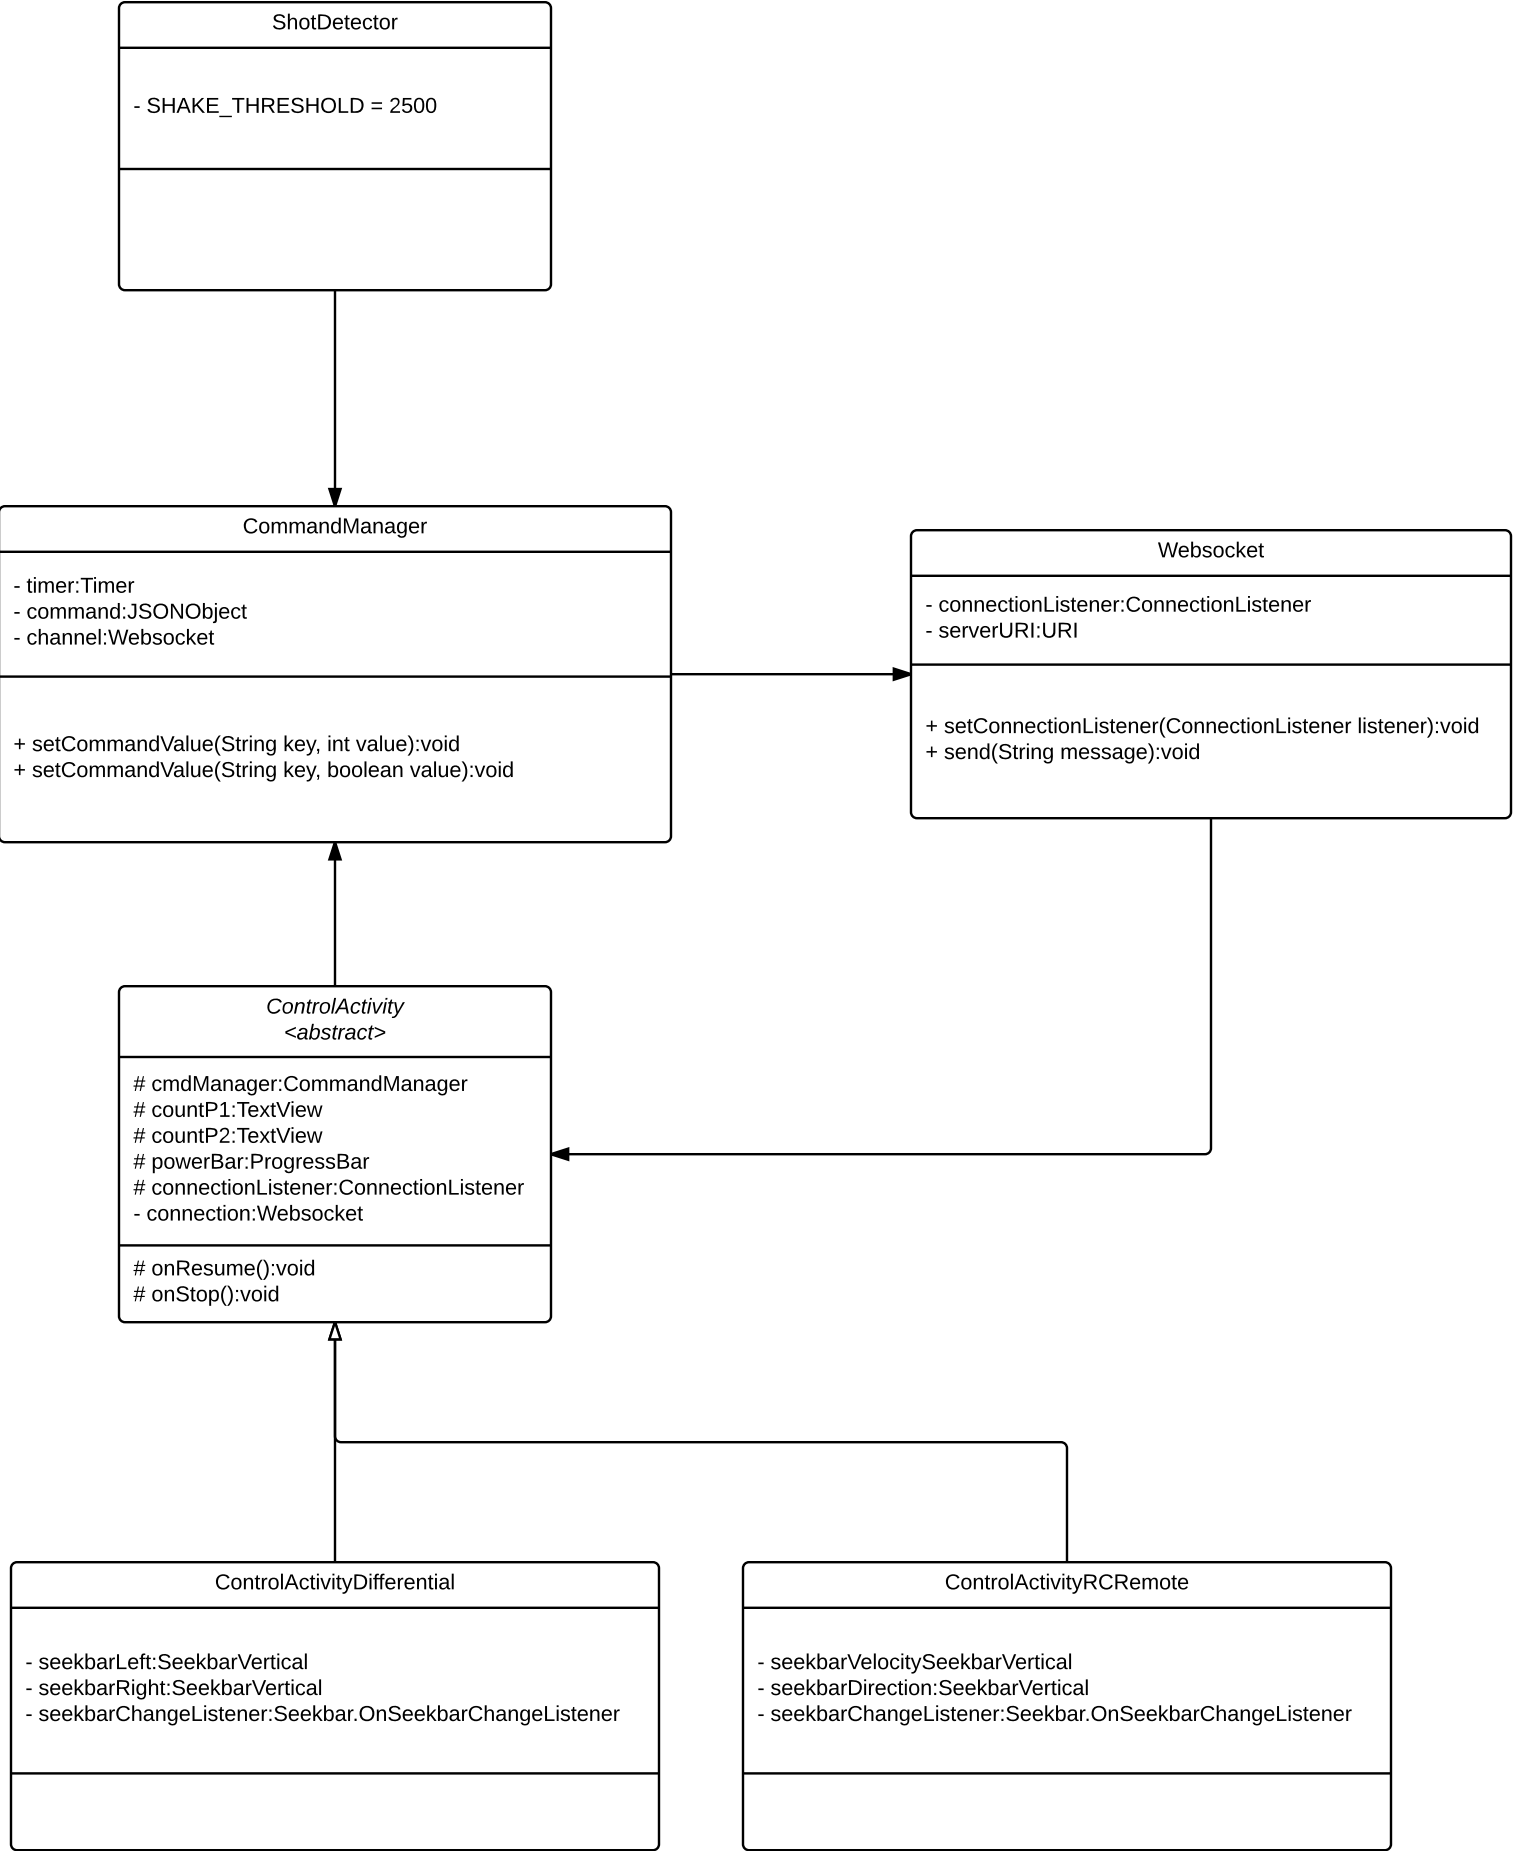 ShotDetector
- SHAKE_THRESHOLD = 2500
CommandManager
- timer:Timer
- command:JSONObject
- channel:Websocket
+ setCommandValue(String key, int value):void
+ setCommandValue(String key, boolean value):void
Websocket
- connectionListener:ConnectionListener
- serverURI:URI
+ setConnectionListener(ConnectionListener listener):void
+ send(String message):void
ControlActivity
<abstract>
# cmdManager:CommandManager
# countP1:TextView
# countP2:TextView
# powerBar:ProgressBar
# connectionListener:ConnectionListener
- connection:Websocket
# onResume():void
# onStop():void
ControlActivityDifferential
- seekbarLeft:SeekbarVertical
- seekbarRight:SeekbarVertical
- seekbarChangeListener:Seekbar.OnSeekbarChangeListener
ControlActivityRCRemote
- seekbarVelocitySeekbarVertical
- seekbarDirection:SeekbarVertical
- seekbarChangeListener:Seekbar.OnSeekbarChangeListener